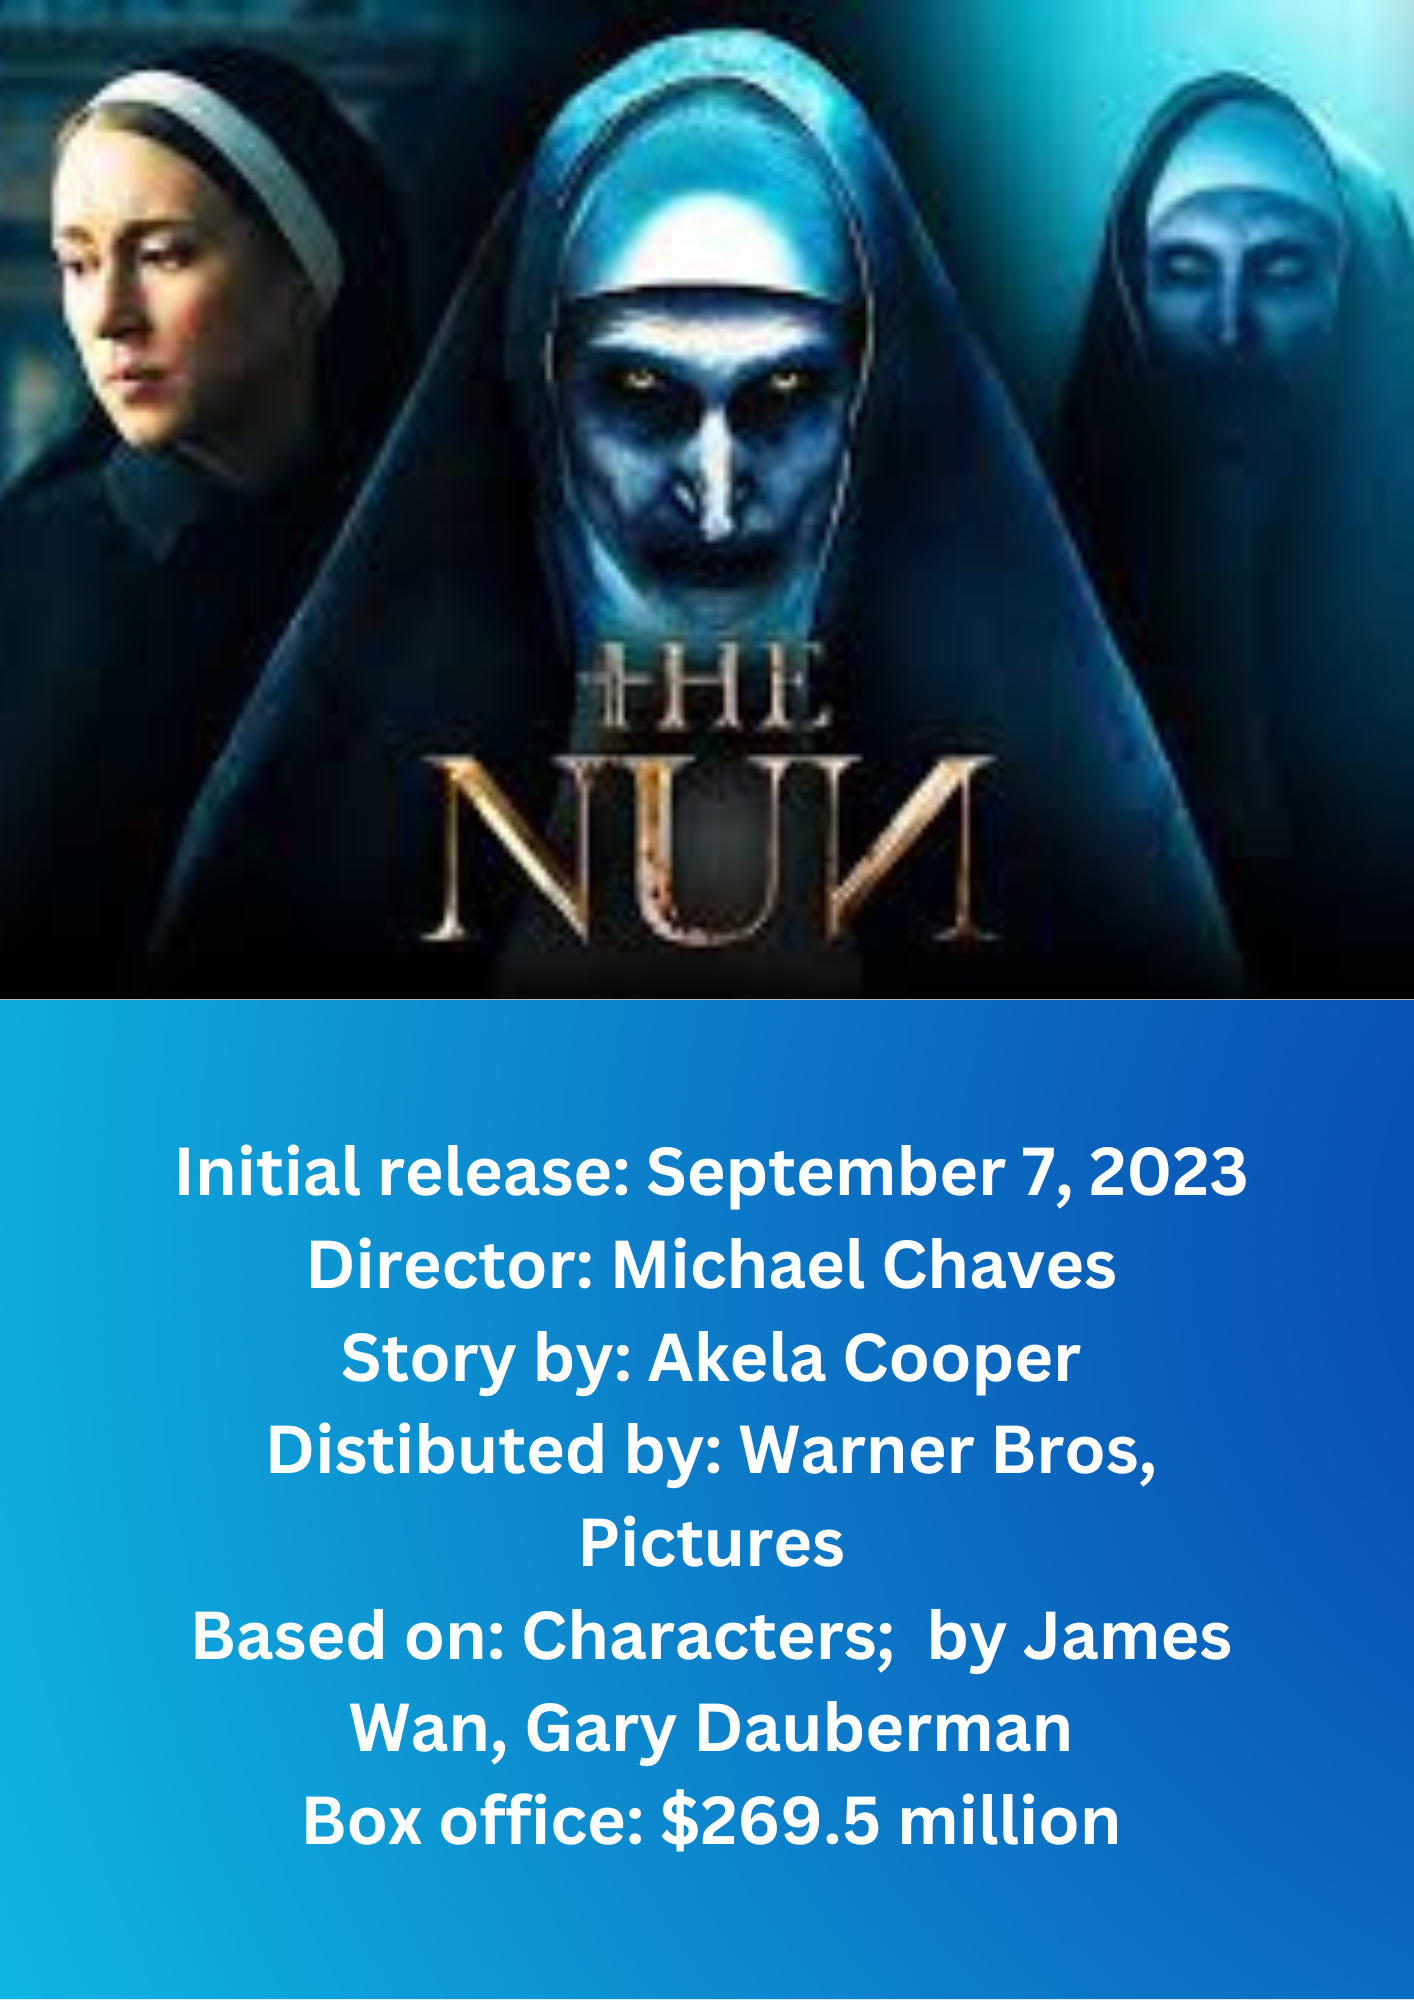 THE
NUN
Initial release: September 7, 2023
Director: Michael Chaves
Story by: Akela Cooper
Distibuted by: Warner Bros,
Pictures
Based on: Characters;  by James
Wan, Gary Dauberman
Box office: $269.5 million